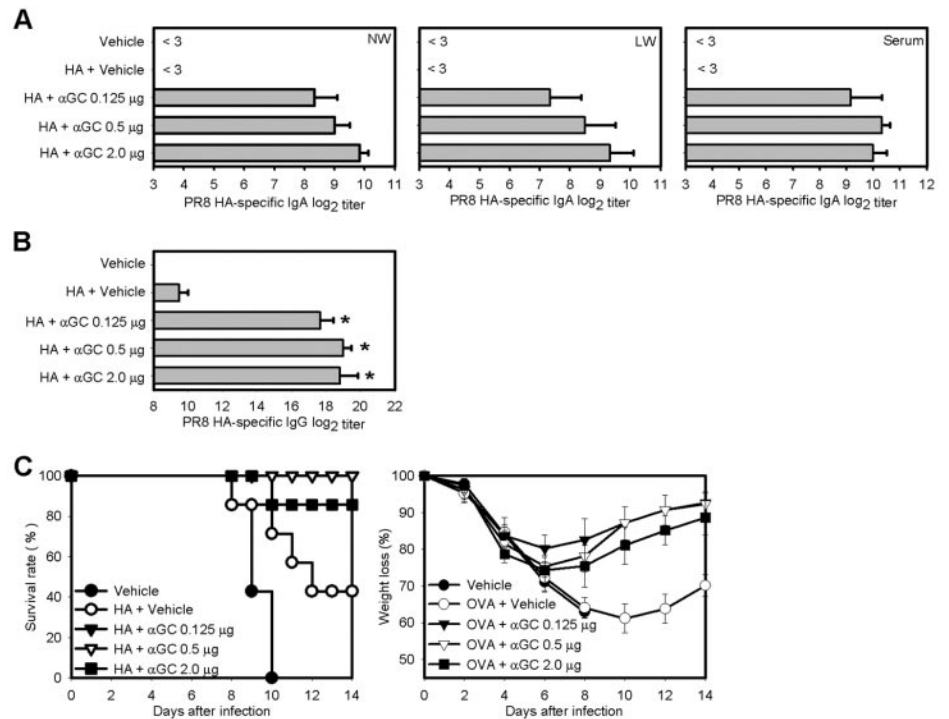 A
Vehicle
HA + Vehicle
HA + αGC 0.125 μg
HA + αGC 0.5 μg
HA + αGC 2.0 μg
< 3
< 3
NW
3 4 5 6 7 8 9 10 11
PR8 HA-specific IgA log2 titer
< 3
< 3
LW
3 5 7 9 11
PR8 HA-specific IgA log2 titer
< 3
< 3
Serum
3 4 5 6 7 8 9 10 11 12
PR8 HA-specific IgA log2 titer
B
Vehicle
HA + Vehicle
HA + αGC 0.125 μg *
HA + αGC 0.5 μg *
HA + αGC 2.0 μg *
8 10 12 14 16 18 20 22
PR8 HA-specific IgG log2 titer
C
Survival rate ( % )
100
80
60
40
20
0
Vehicle
HA + Vehicle
HA + αGC 0.125 μg
HA + αGC 0.5 μg
HA + αGC 2.0 μg
0 2 4 6 8 10 12 14
Days after infection
Weight loss (%)
100
90
80
70
60
50
Vehicle
OVA + Vehicle
OVA + αGC 0.125 μg
OVA + αGC 0.5 μg
OVA + αGC 2.0 μg
0 2 4 6 8 10 12 14
Days after infection